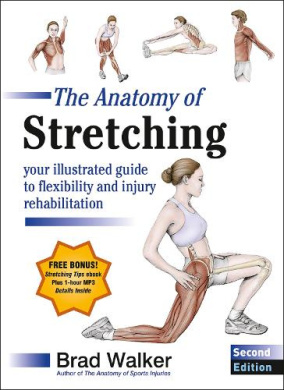 The Anatomy of
Stretching
your illustrated guide
to flexibility and injury
rehabilitation
FREE BONUS!
Stretching Tips ebook
Plus 1-hour MP3
Details Inside
Second
Edition
Brad Walker
Author of The Anatomy of Sports Injuries